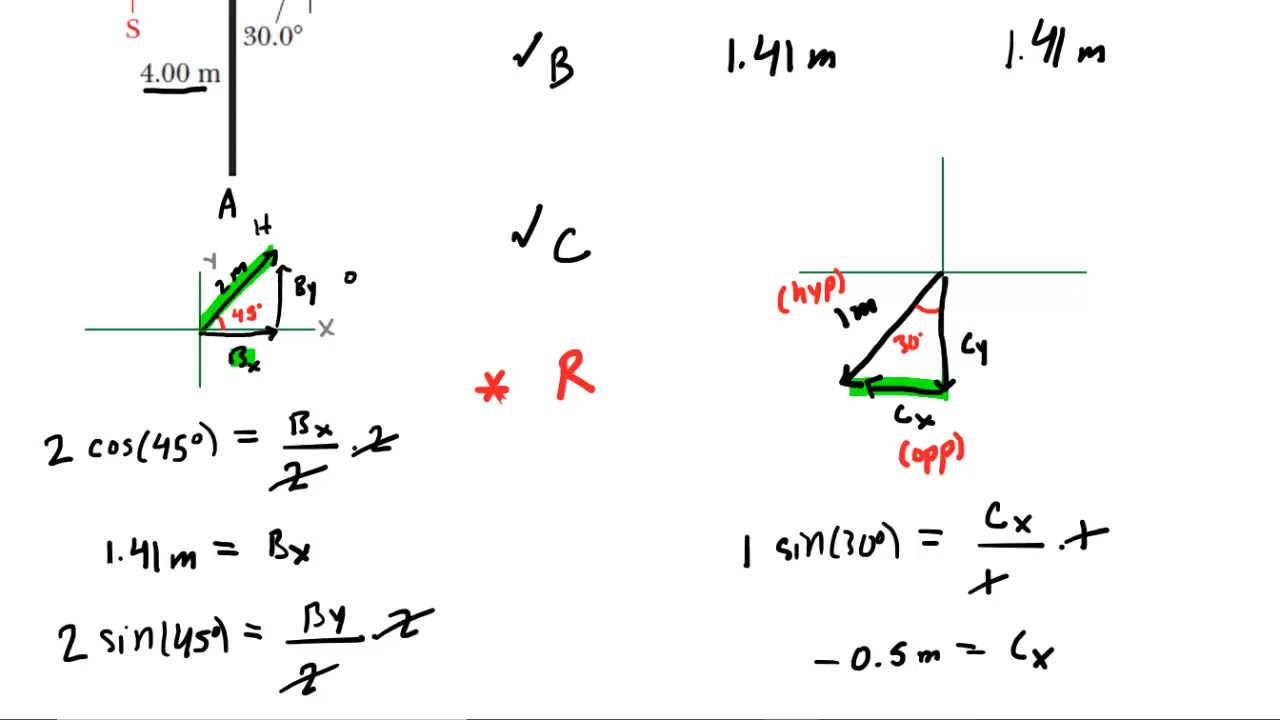 S
30.0°
4.00 m
A
✓ B 1.41 m 1.41 m
✓ C
* R
H
Y
2 m
45°
By
O
X
Bx
(hyp)
1m
30°
Cy
Cx
(opp)
2 cos(45°) = Bx / 2 . 2
1.41 m = Bx
2 sin(45°) = By / 2 . 2
1 sin(30°) = Cx / 1 . 1
- 0.5 m = Cx